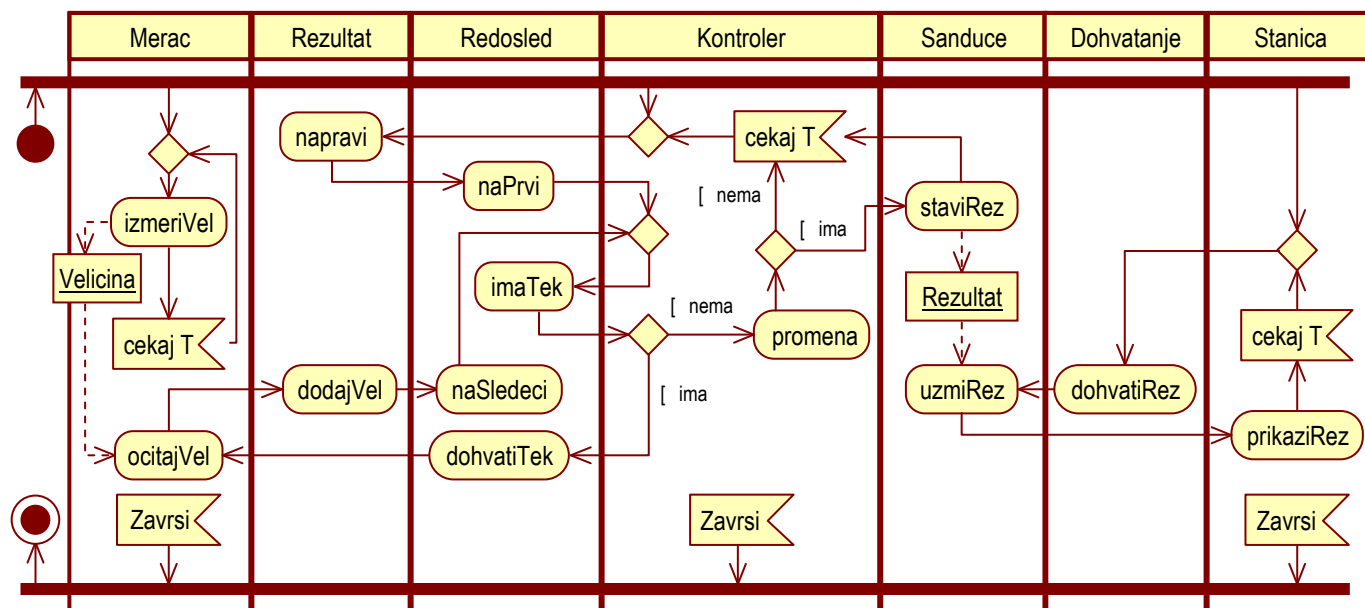 Merac Rezultat Redosled Kontroler Sanduce Dohvatanje Stanica
napravi
cekaj T
naPrvi
[ nema
izmeriVel
staviRez
[ ima
Velicina
imaTek
Rezultat
[ nema
cekaj T
promena
cekaj T
dodajVel
naSledeci
[ ima
uzmiRez
dohvatiRez
ocitajVel
dohvatiTek
prikaziRez
Zavrsi
Zavrsi
Zavrsi